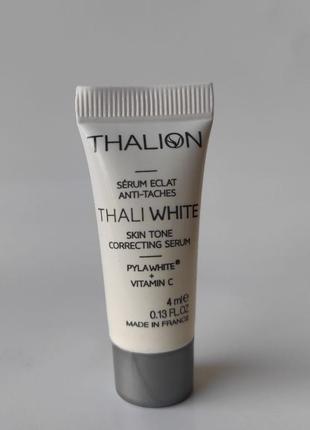 THALION
SÉRUM ECLAT
ANTI-TACHES
THALI WHITE
SKIN TONE
CORRECTING SERUM
PYLAWHITE®
+
VITAMIN C
4 ml℮
0.13 FL.OZ
MADE IN FRANCE